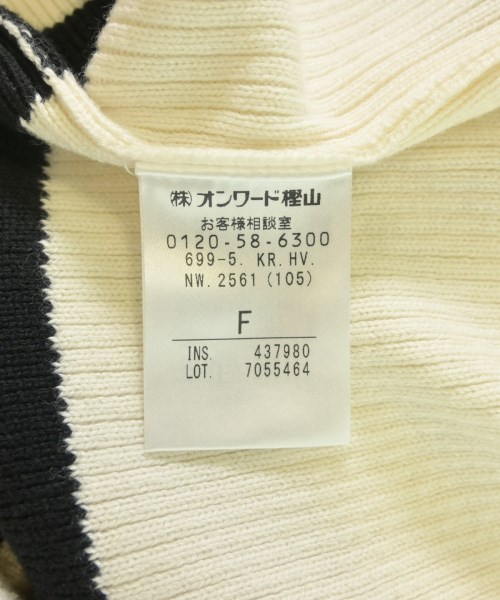 ㈱オンワード樫山
お客様相談室
0120-58-6300
699-5. KR. HV.
NW. 2561 (105)
F
INS. 437980
LOT. 7055464